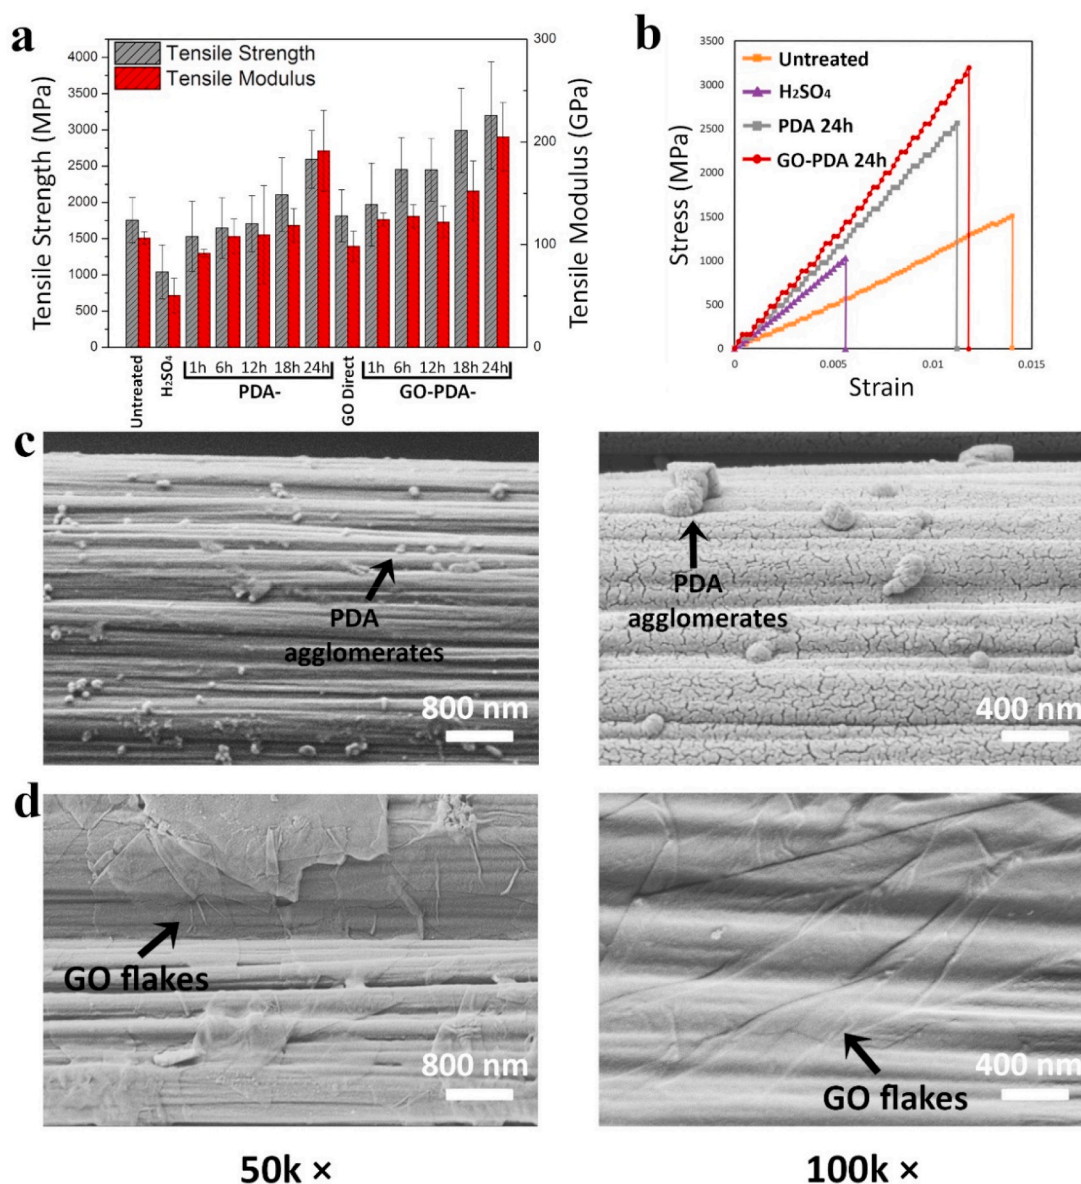 a
Tensile Strength
Tensile Modulus
Tensile Strength (MPa)
4000
3500
3000
2500
2000
1500
1000
500
0
Tensile Modulus (GPa)
300
200
100
0
Untreated
H₂SO₄
1h 6h 12h 18h 24h
PDA-
GO Direct
1h 6h 12h 18h 24h
GO-PDA-
b
Untreated
H₂SO₄
PDA 24h
GO-PDA 24h
Stress (MPa)
3500
3000
2500
2000
1500
1000
500
0
0 0.005 0.01 0.015
Strain
c
PDA
agglomerates
800 nm
PDA
agglomerates
400 nm
d
GO flakes
800 nm
GO flakes
400 nm
50k ×
100k ×